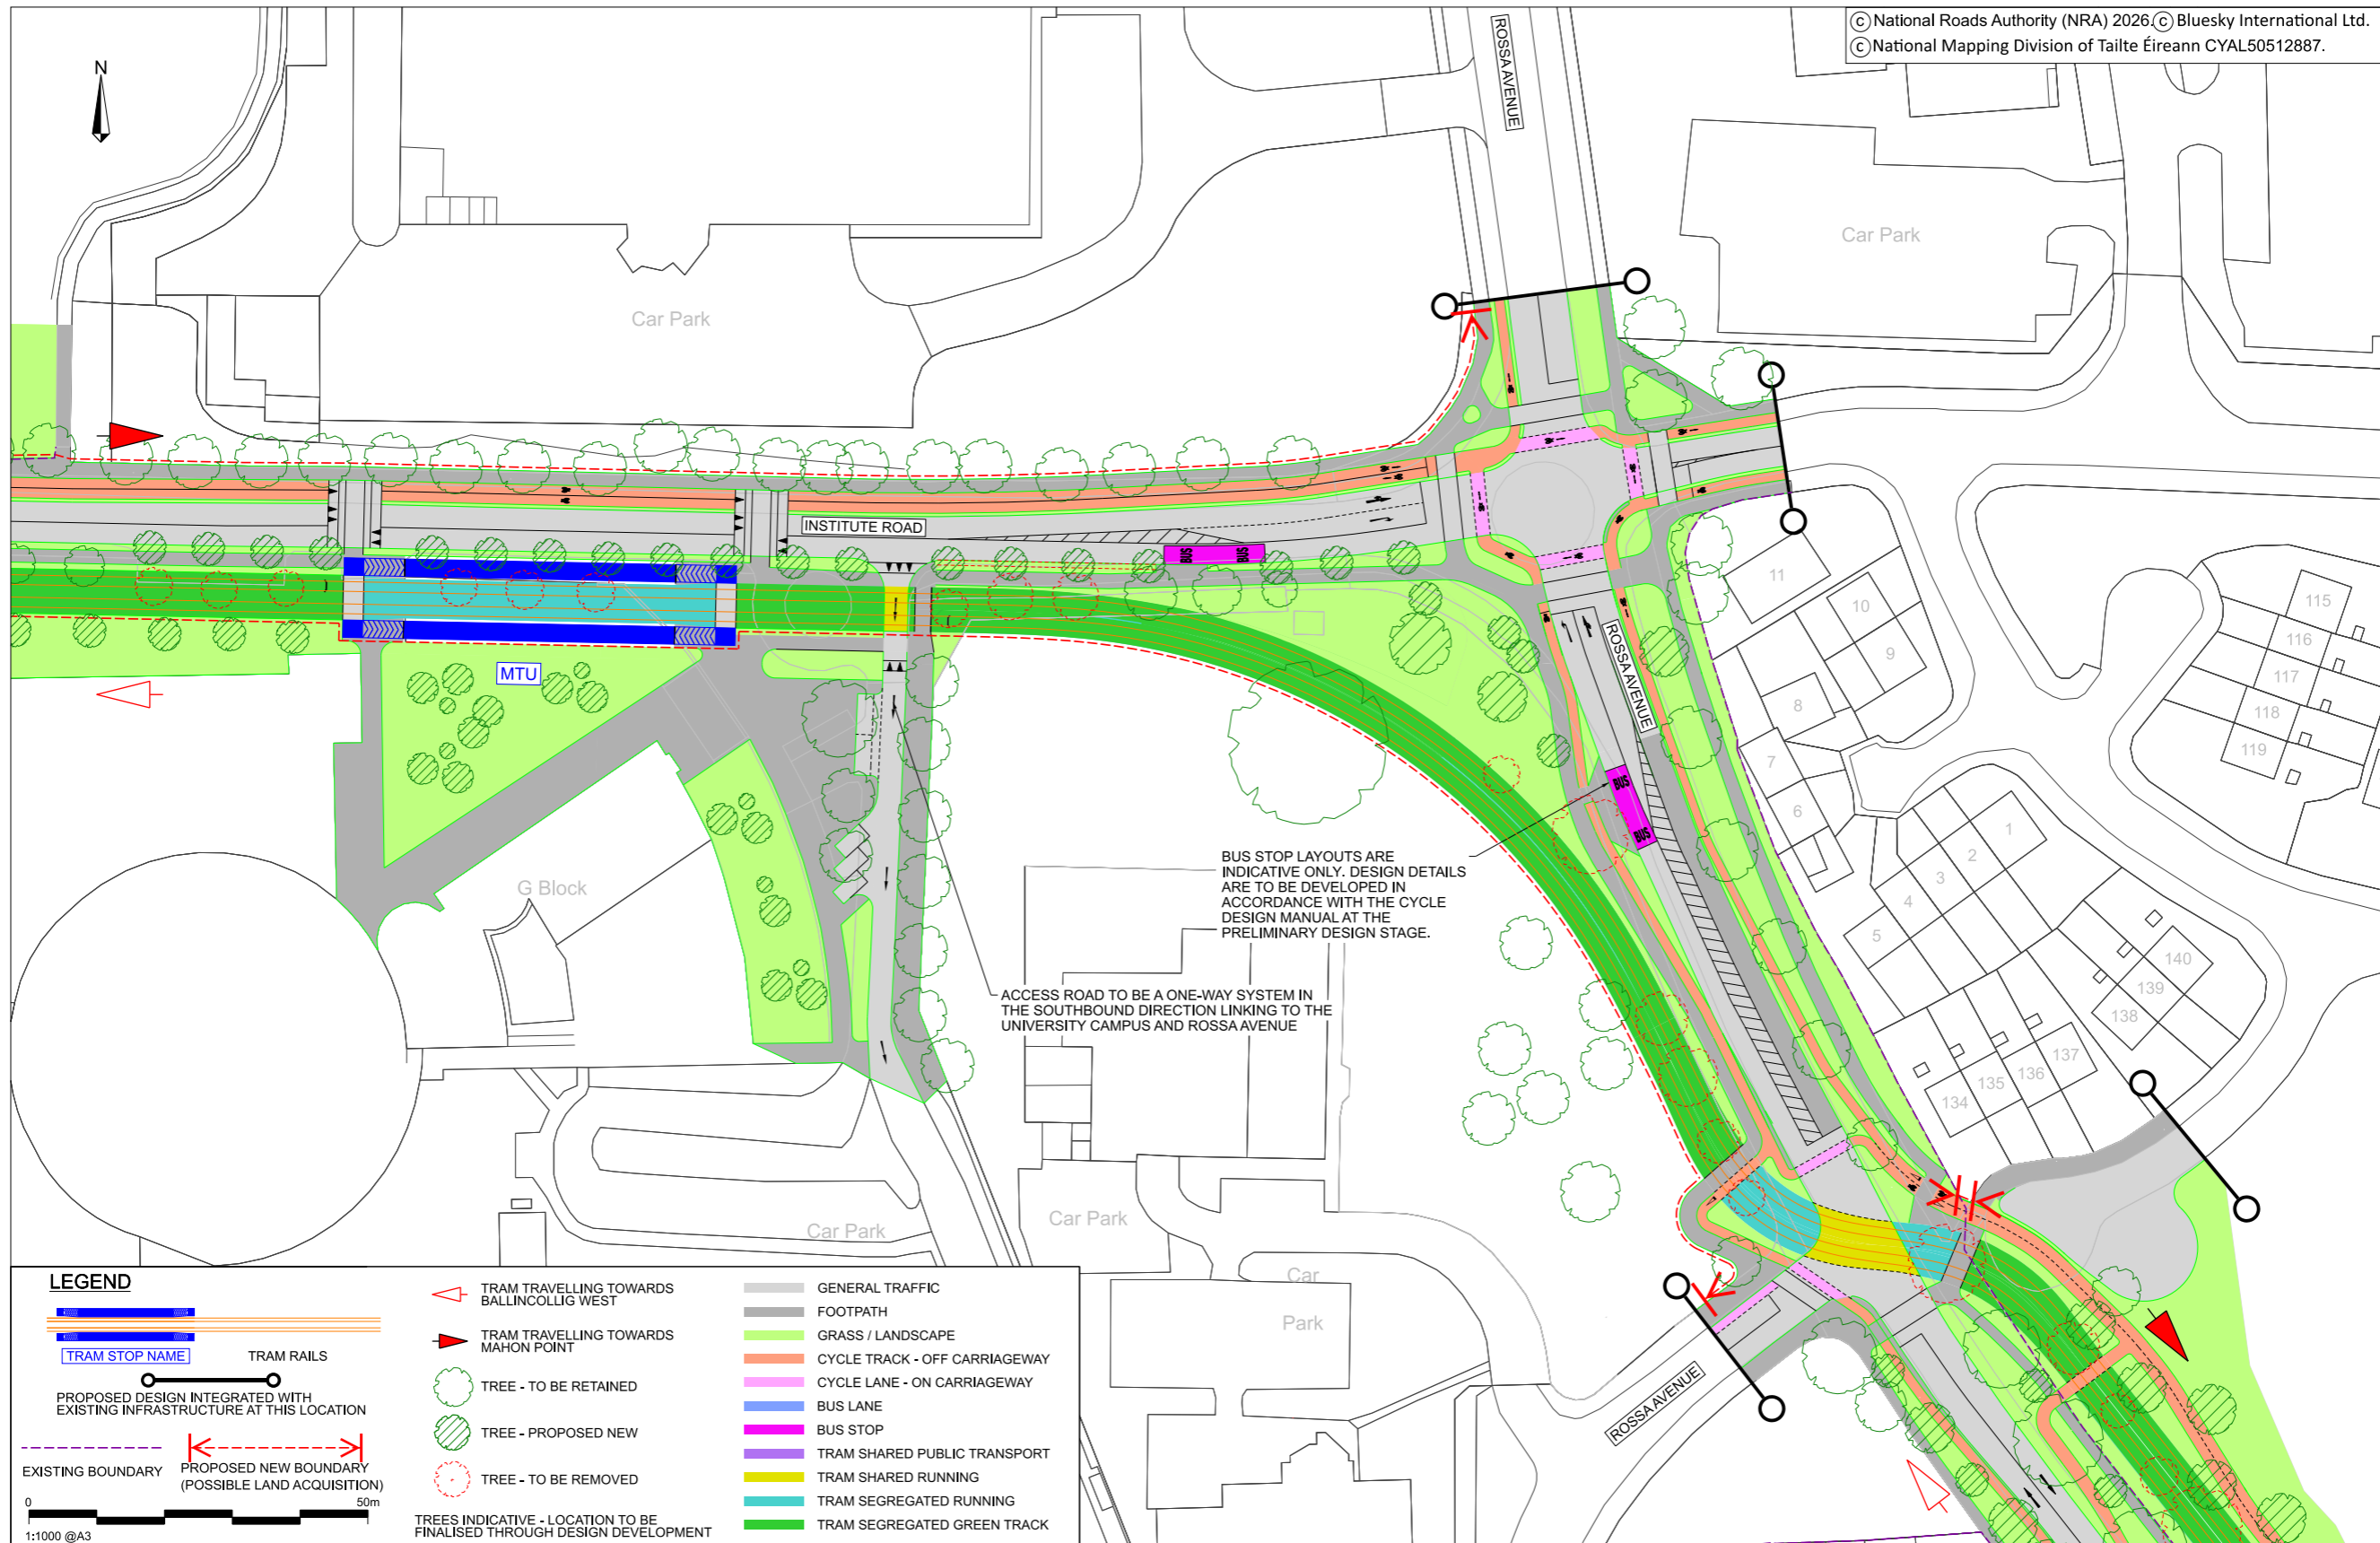 ©National Roads Authority (NRA) 2026.© Bluesky International Ltd.
©National Mapping Division of Tailte Éireann CYAL50512887.
N
ROSSA AVENUE
Car Park
Car Park
INSTITUTE ROAD
BUS BUS
11
10
9
8
7
6
115
116
117
118
119
ROSSA AVENUE
MTU
BUS
BUS
1
2
3
4
5
G Block
BUS STOP LAYOUTS ARE
INDICATIVE ONLY. DESIGN DETAILS
ARE TO BE DEVELOPED IN
ACCORDANCE WITH THE CYCLE
DESIGN MANUAL AT THE
PRELIMINARY DESIGN STAGE.
140
139
138
137
136
135
134
ACCESS ROAD TO BE A ONE-WAY SYSTEM IN
THE SOUTHBOUND DIRECTION LINKING TO THE
UNIVERSITY CAMPUS AND ROSSA AVENUE
Car Park
Car Park
Car
Park
ROSSA AVENUE
LEGEND
TRAM STOP NAME
TRAM RAILS
PROPOSED DESIGN INTEGRATED WITH
EXISTING INFRASTRUCTURE AT THIS LOCATION
EXISTING BOUNDARY
PROPOSED NEW BOUNDARY
(POSSIBLE LAND ACQUISITION)
0 50m
1:1000 @A3
TRAM TRAVELLING TOWARDS
BALLINCOLLIG WEST
TRAM TRAVELLING TOWARDS
MAHON POINT
TREE - TO BE RETAINED
TREE - PROPOSED NEW
TREE - TO BE REMOVED
TREES INDICATIVE - LOCATION TO BE
FINALISED THROUGH DESIGN DEVELOPMENT
GENERAL TRAFFIC
FOOTPATH
GRASS / LANDSCAPE
CYCLE TRACK - OFF CARRIAGEWAY
CYCLE LANE - ON CARRIAGEWAY
BUS LANE
BUS STOP
TRAM SHARED PUBLIC TRANSPORT
TRAM SHARED RUNNING
TRAM SEGREGATED RUNNING
TRAM SEGREGATED GREEN TRACK